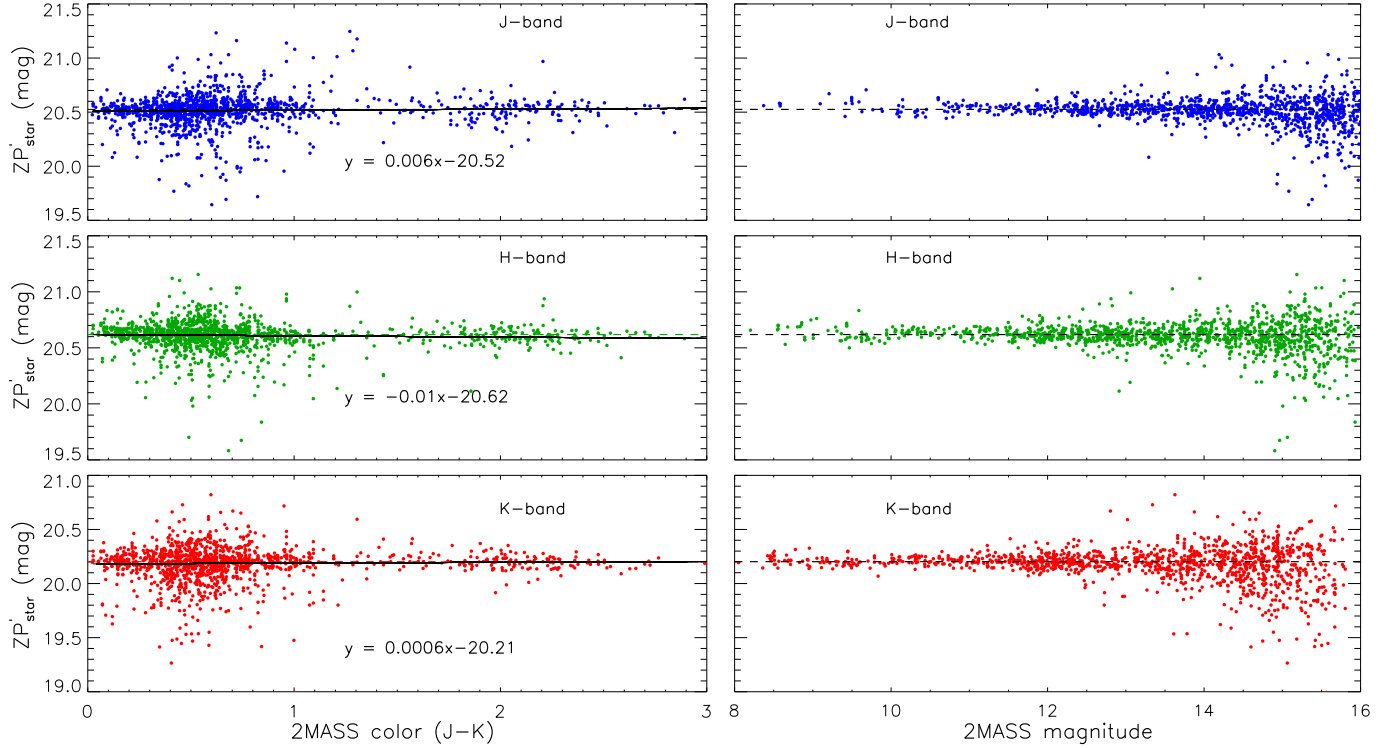 21.5
21.0
20.5
20.0
19.5
ZP'star (mag)
J-band
y = 0.006x-20.52
J-band
21.5
21.0
20.5
20.0
19.5
ZP'star (mag)
H-band
y = -0.01x-20.62
H-band
21.0
20.5
20.0
19.5
19.0
ZP'star (mag)
K-band
y = 0.0006x-20.21
K-band
0 1 2 3
2MASS color (J-K)
8 10 12 14 16
2MASS magnitude